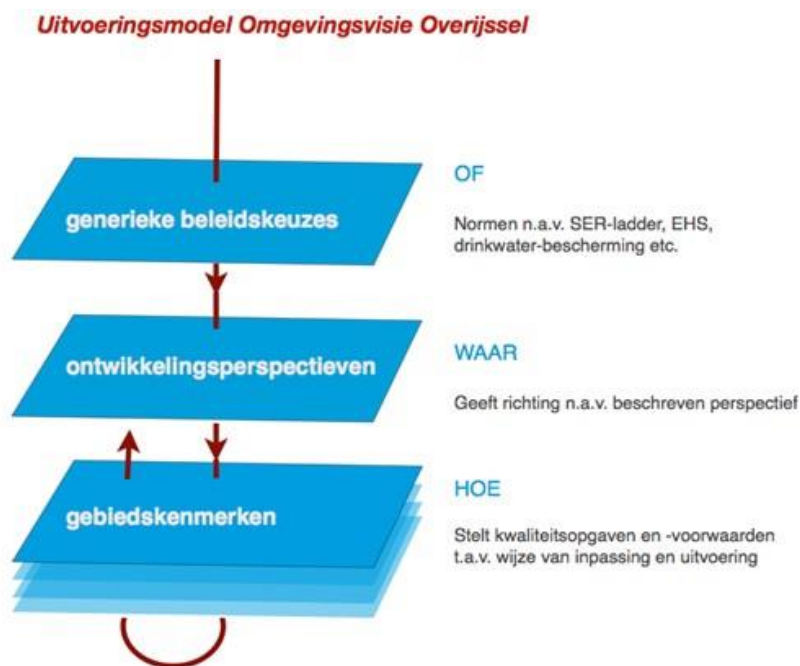 Uitvoeringsmodel Omgevingsvisie Overijssel
generieke beleidskeuzes
OF
Normen n.a.v. SER-ladder, EHS,
drinkwater-bescherming etc.
ontwikkelingsperspectieven
WAAR
Geeft richting n.a.v. beschreven perspectief
gebiedskenmerken
HOE
Stelt kwaliteitsopgaven en -voorwaarden
t.a.v. wijze van inpassing en uitvoering